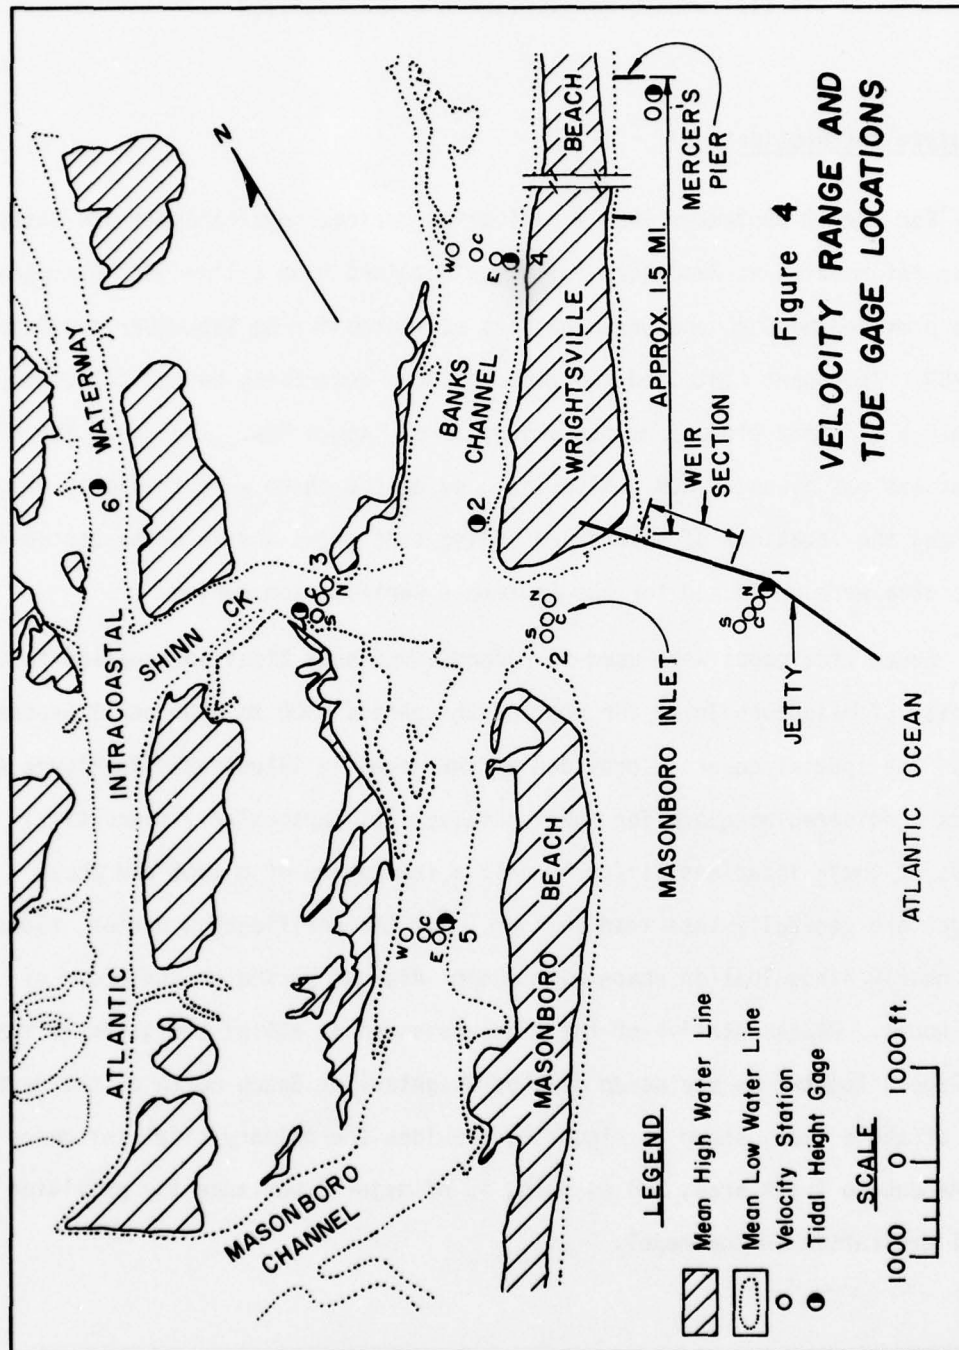 N
ATLANTIC INTRACOASTAL WATERWAY
6
SHINN CK
MASONBORO
CHANNEL
BANKS
CHANNEL
W
C
E
4
2
3
C
N
S
S
N
C
2
W
C
E
5
MASONBORO BEACH
WRIGHTSVILLE BEACH
MASONBORO INLET
O
MERCER'S
PIER
APPROX 1.5 MI.
WEIR
SECTION
S
N
C
1
JETTY
ATLANTIC OCEAN
LEGEND
Mean High Water line
Mean Low Water Line
Velocity Station
Tidal Height Gage
SCALE
1000 0 1000ft.
Figure 4
VELOCITY RANGE AND
TIDE GAGE LOCATIONS